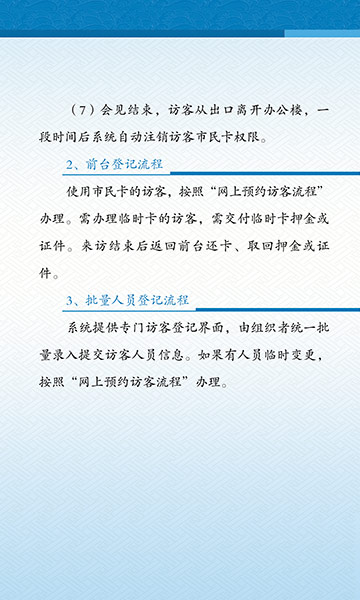 （7）会见结束，访客从出口离开办公楼，一
段时间后系统自动注销访客市民卡权限。
2、前台登记流程
使用市民卡的访客，按照“网上预约访客流程”
办理。需办理临时卡的访客，需交付临时卡押金或
证件。来访结束后返回前台还卡、取回押金或证
件。
3、批量人员登记流程
系统提供专门访客登记界面，由组织者统一批
量录入提交访客人员信息。如果有人员临时变更，
按照“网上预约访客流程”办理。